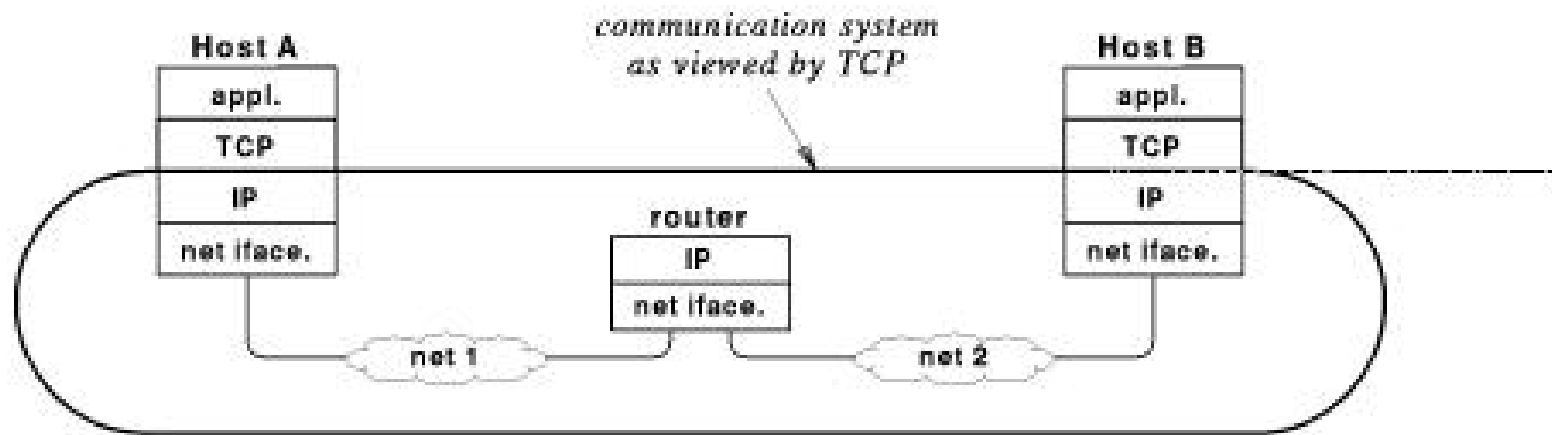 communication system
as viewed by TCP
Host A
appl.
TCP
IP
net iface.
router
IP
net iface.
Host B
appl.
TCP
IP
net iface.
net 1
net 2